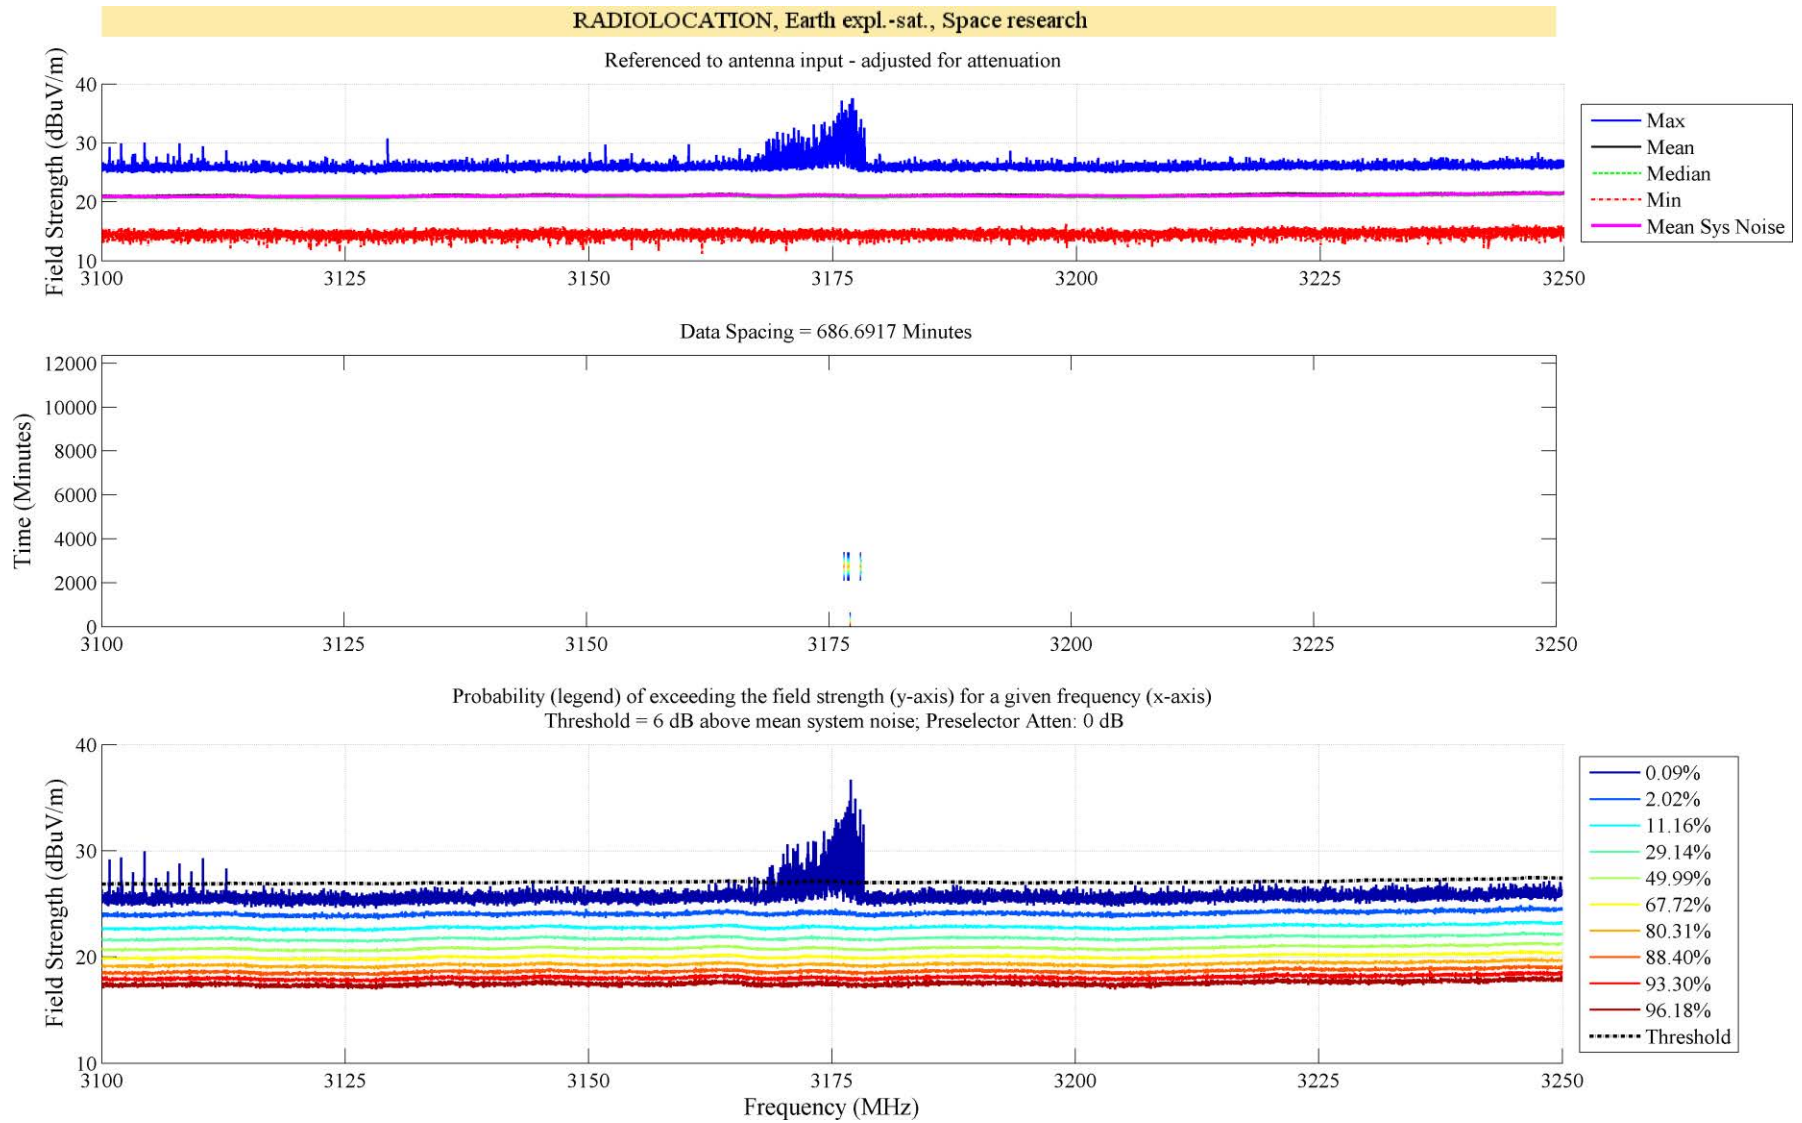 RADIOLOCATION, Earth expl.-sat., Space research
Referenced to antenna input - adjusted for attenuation
Field Strength (dBuV/m)
40
30
20
10
3100 3125 3150 3175 3200 3225 3250
Max
Mean
Median
Min
Mean Sys Noise
Data Spacing = 686.6917 Minutes
Time (Minutes)
12000
10000
8000
6000
4000
2000
0
3100 3125 3150 3175 3200 3225 3250
Probability (legend) of exceeding the field strength (y-axis) for a given frequency (x-axis)
Threshold = 6 dB above mean system noise; Preselector Atten: 0 dB
Field Strength (dBuV/m)
40
30
20
10
3100 3125 3150 3175 3200 3225 3250
Frequency (MHz)
0.09%
2.02%
11.16%
29.14%
49.99%
67.72%
80.31%
88.40%
93.30%
96.18%
Threshold